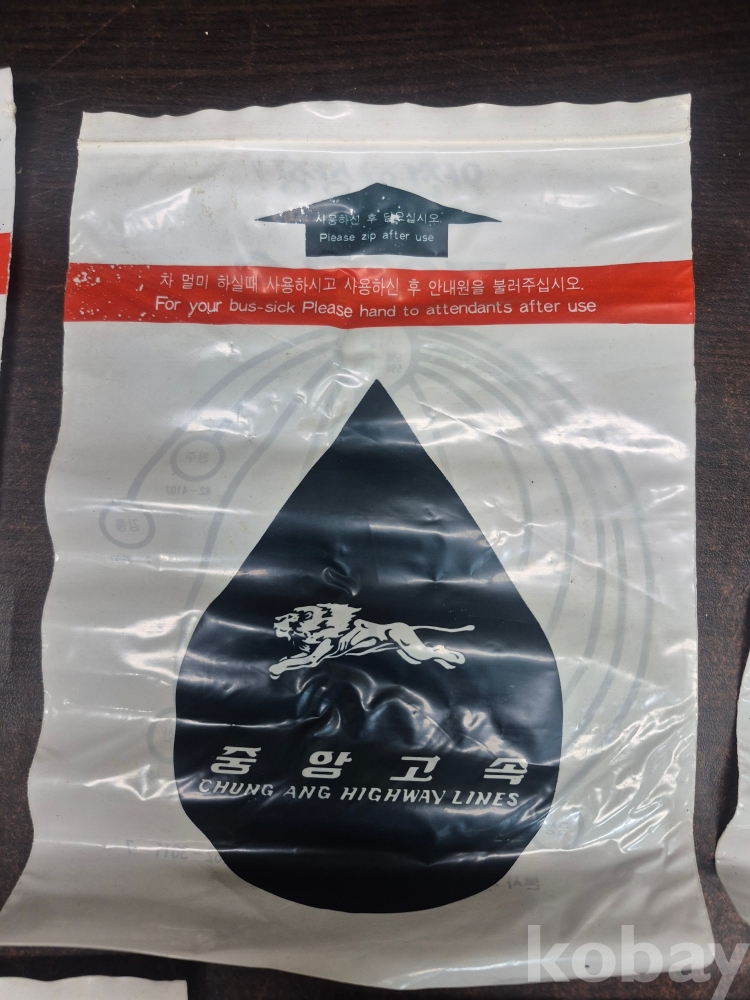 사용하신 후 닫으십시오.
Please zip after use
차 멀미 하실때 사용하시고 사용하신 후 안내원을 불러주십시오.
For your bus-sick Please hand to attendants after use
중앙고속
CHUNG ANG HIGHWAY LINES
kobay